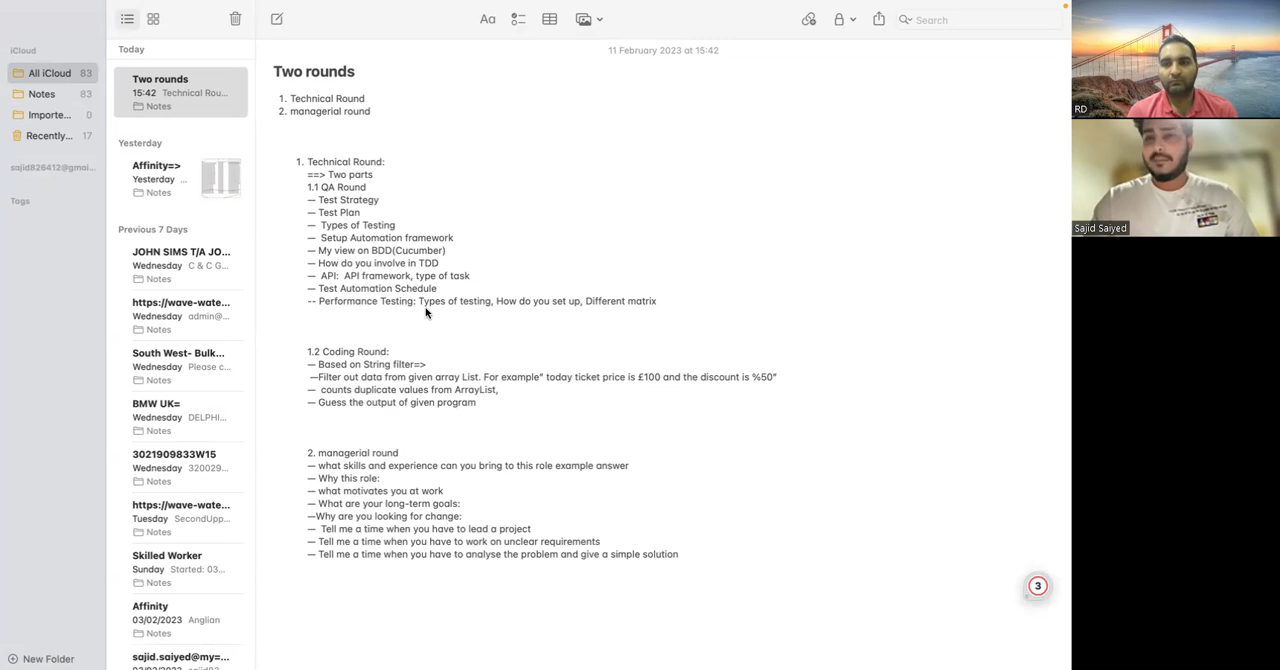 iCloud
All iCloud 83
Notes 83
Importe... 0
Recently... 17
sajid826412@gmai...
Tags
New Folder
Today
Two rounds
15:42 Technical Rou...
Notes
Yesterday
Affinity=>
Yesterday ...
Notes
Previous 7 Days
JOHN SIMS T/A JO...
Wednesday C & C G...
Notes
https://wave-wate...
Wednesday admin@...
Notes
South West- Bulk...
Wednesday Please c...
Notes
BMW UK=
Wednesday DELPHI...
Notes
3021909833W15
Wednesday 320029...
Notes
https://wave-wate...
Tuesday SecondUpp...
Notes
Skilled Worker
Sunday Started: 03...
Notes
Affinity
03/02/2023 Anglian
Notes
sajid.saiyed@my=...
Aa
Search
11 February 2023 at 15:42
Two rounds
1. Technical Round
2. managerial round
1. Technical Round:
==> Two parts
1.1 QA Round
— Test Strategy
— Test Plan
— Types of Testing
— Setup Automation framework
— My view on BDD(Cucumber)
— How do you involve in TDD
— API: API framework, type of task
— Test Automation Schedule
-- Performance Testing: Types of testing, How do you set up, Different matrix
1.2 Coding Round:
— Based on String filter=>
—Filter out data from given array List. For example" today ticket price is £100 and the discount is %50"
— counts duplicate values from ArrayList,
— Guess the output of given program
2. managerial round
— what skills and experience can you bring to this role example answer
— Why this role:
— what motivates you at work
— What are your long-term goals:
—Why are you looking for change:
— Tell me a time when you have to lead a project
— Tell me a time when you have to work on unclear requirements
— Tell me a time when you have to analyse the problem and give a simple solution
3
RD
Sajid Saiyed